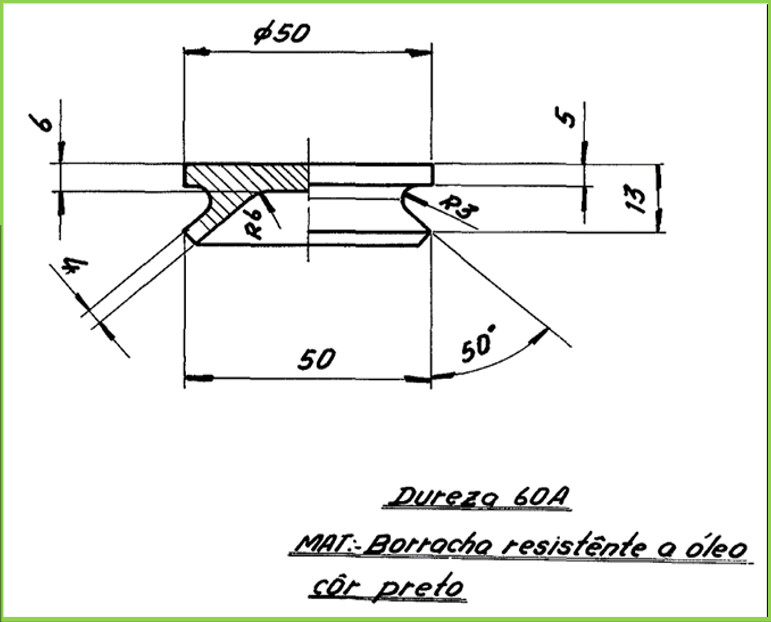 ϕ50
6
5
13
R6
R3
4
50
50°
Dureza 60A
MAT:- Borracha resistênte a óleo
côr preto